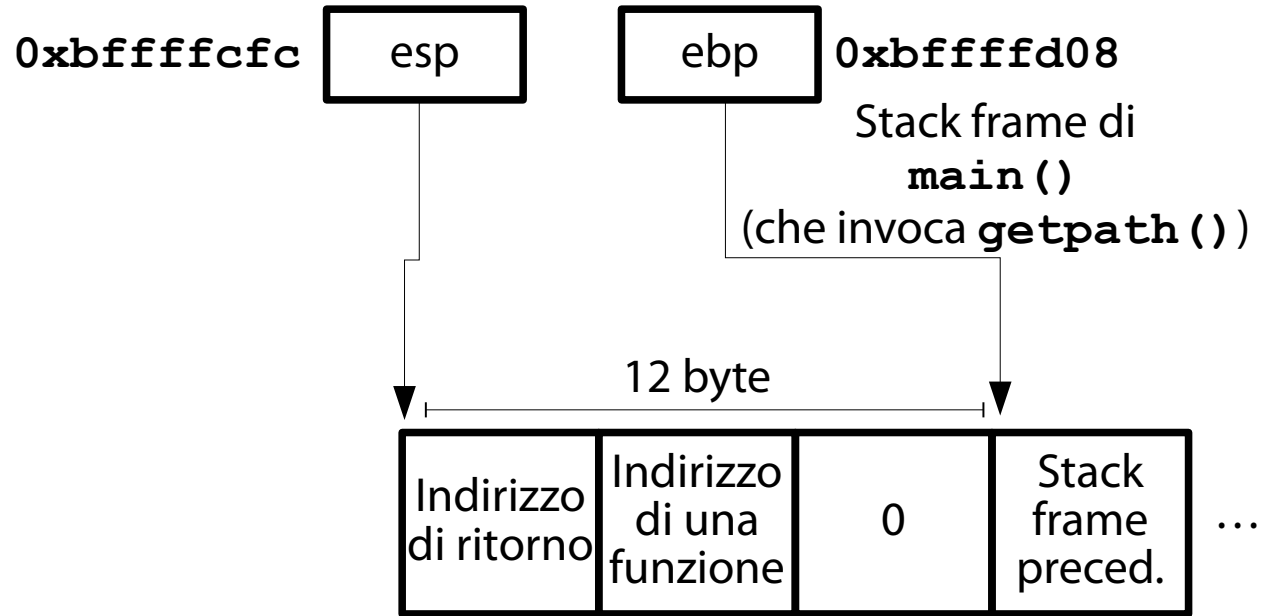 0xbffffcfc
esp
ebp
0xbffffd08
Stack frame di
main()
(che invoca getpath())
12 byte
Indirizzo
di ritorno
Indirizzo
di una
funzione
0
Stack
frame
preced.
…